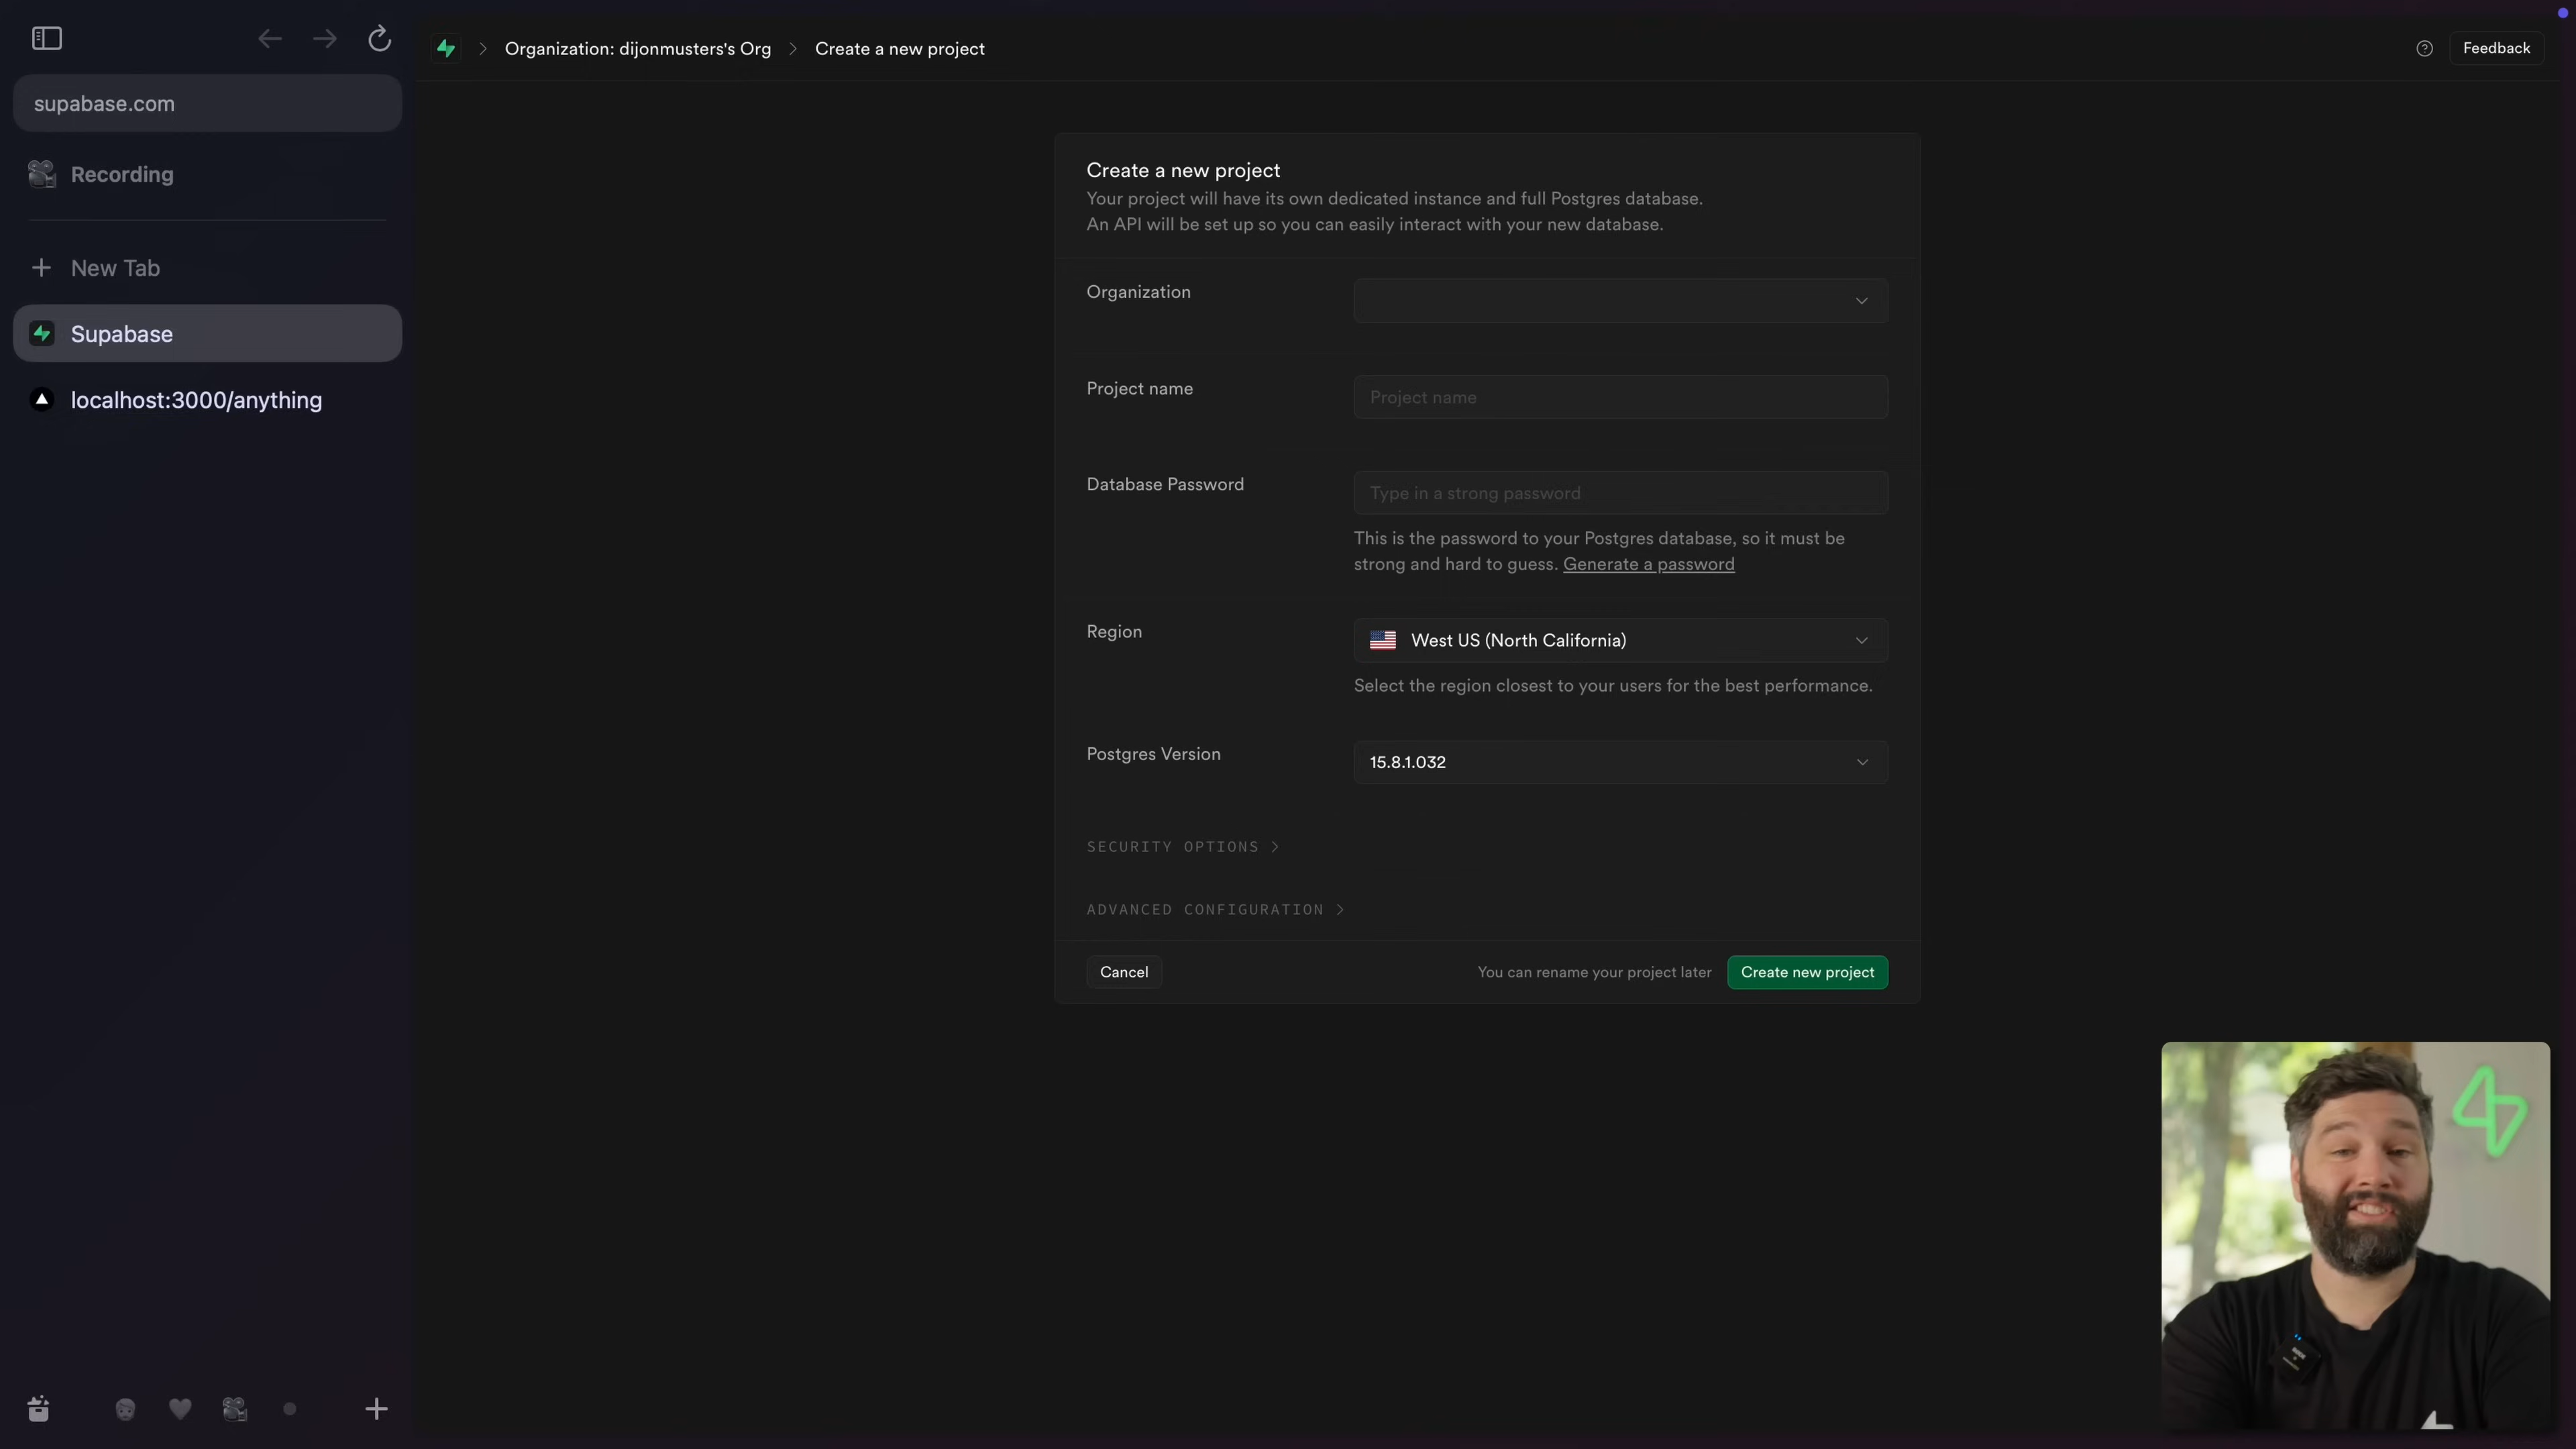 supabase.com
Recording
New Tab
Supabase
localhost:3000/anything
Organization: dijonmusters's Org
Create a new project
Feedback
Create a new project
Your project will have its own dedicated instance and full Postgres database.
An API will be set up so you can easily interact with your new database.
Organization
Project name
Project name
Database Password
Type in a strong password
This is the password to your Postgres database, so it must be
strong and hard to guess. Generate a password
Region
West US (North California)
Select the region closest to your users for the best performance.
Postgres Version
15.8.1.032
SECURITY OPTIONS
ADVANCED CONFIGURATION
Cancel
You can rename your project later
Create new project